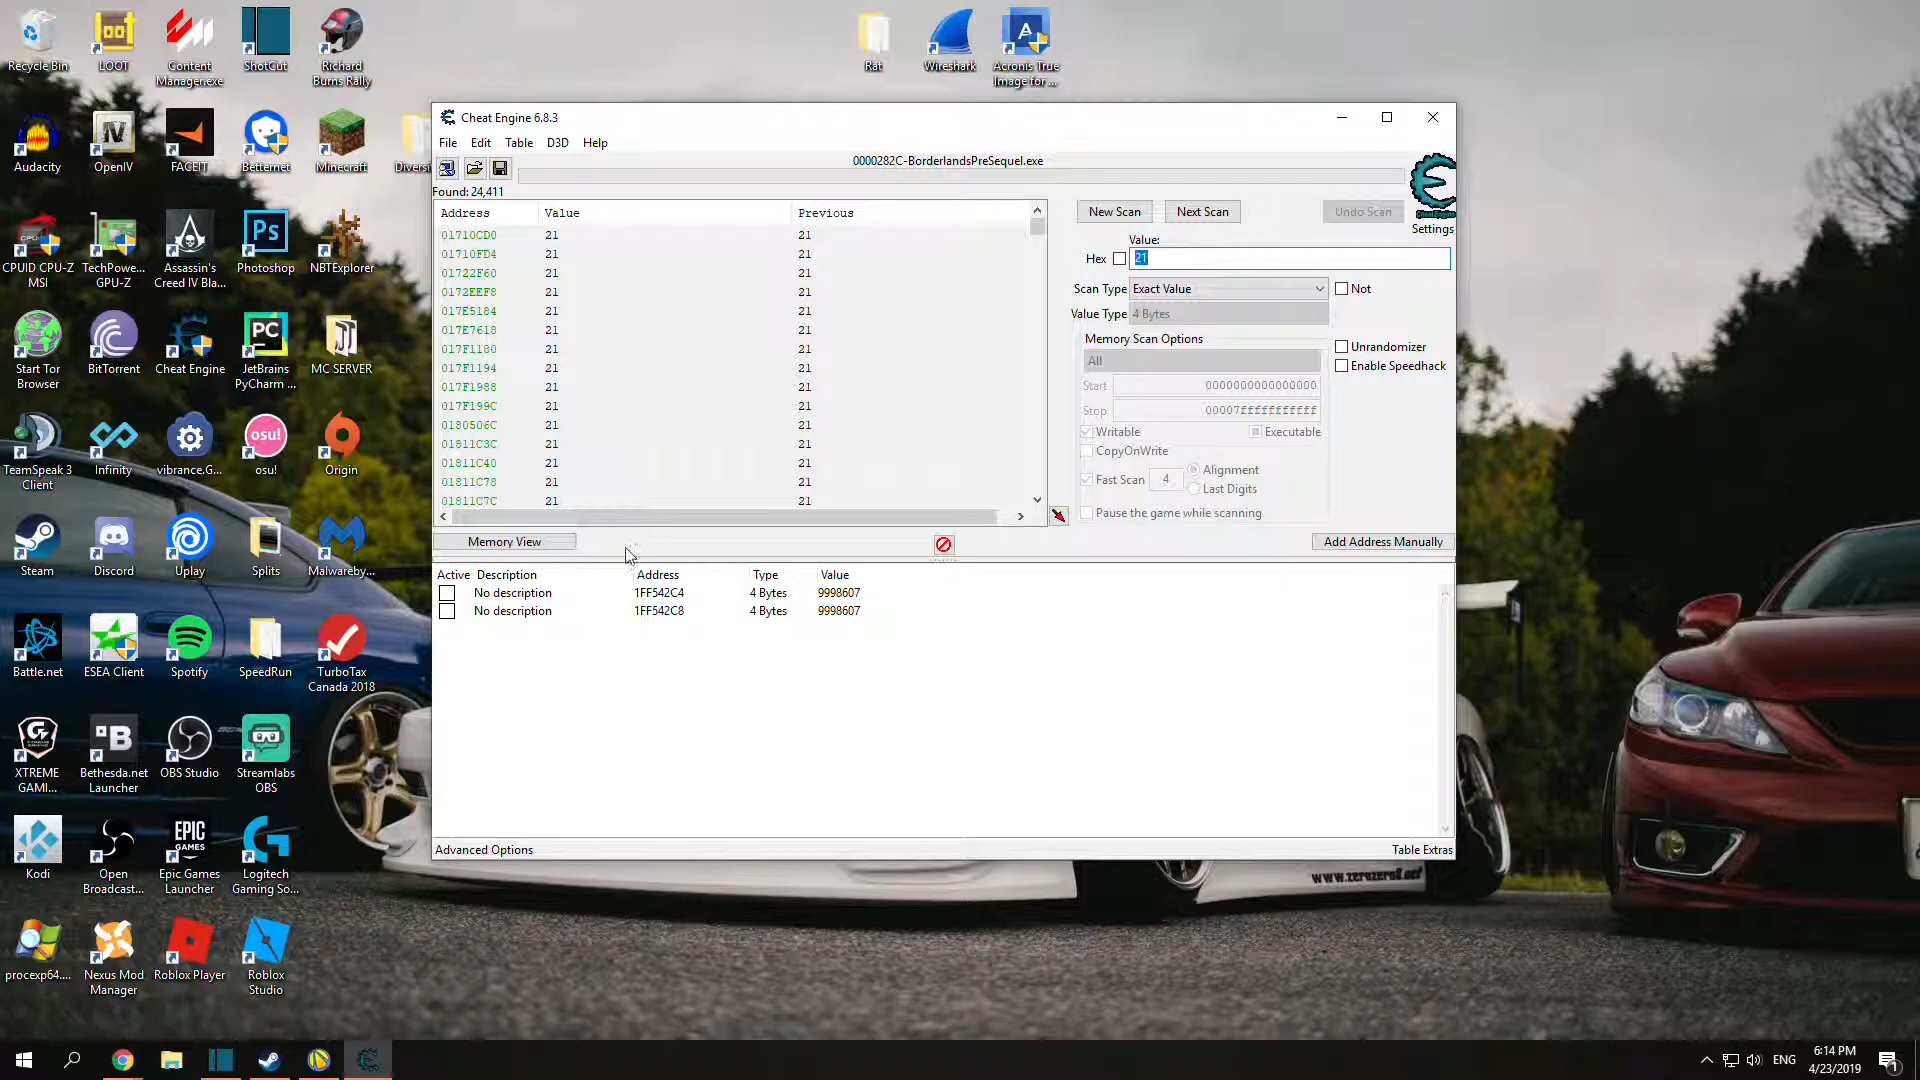 Recycle Bin
LOOT
Content
Manager.exe
ShotCut
Richard
Burns Rally
Rat
Wireshark
Acronis True
Image for ...
Audacity
OpenIV
FACEIT
Betternet
Minecraft
CPUID CPU-Z
MSI
TechPowe...
GPU-Z
Assassin's
Creed IV Bla...
Photoshop
NBTExplorer
Start Tor
Browser
BitTorrent
Cheat Engine
JetBrains
PyCharm ...
MC SERVER
TeamSpeak 3
Client
Infinity
vibrance.G...
osu!
osu!
Origin
Steam
Discord
Uplay
Splits
Malwareby...
Battle.net
ESEA Client
Spotify
SpeedRun
TurboTax
Canada 2018
XTREME
GAMI...
Bethesda.net
Launcher
OBS Studio
Streamlabs
OBS
Kodi
Open
Broadcast...
EPIC
GAMES
Epic Games
Launcher
Logitech
Gaming So...
procexp64....
Nexus Mod
Manager
Roblox Player
Roblox
Studio
Cheat Engine 6.8.3
File Edit Table D3D Help
0000282C-BorderlandsPreSequel.exe
Found: 24,411
Address Value Previous
01710CD0 21 21
01710FD4 21 21
01722F60 21 21
0172EEF8 21 21
017E5184 21 21
017E7618 21 21
017F1180 21 21
017F1194 21 21
017F1988 21 21
017F199C 21 21
0180506C 21 21
01811C3C 21 21
01811C40 21 21
01811C78 21 21
01811C7C 21 21
New Scan Next Scan Undo Scan
Settings
Value:
Hex 21
Scan Type Exact Value Not
Value Type 4 Bytes
Memory Scan Options
All
Unrandomizer
Enable Speedhack
Start 0000000000000000
Stop 00007fffffffffff
Writable Executable
CopyOnWrite
Fast Scan 4 Alignment
Last Digits
Pause the game while scanning
Memory View Add Address Manually
Active Description Address Type Value
No description 1FF542C4 4 Bytes 9998607
No description 1FF542C8 4 Bytes 9998607
Advanced Options Table Extras
www.zerozero8.net
ENG
6:14 PM
4/23/2019
1